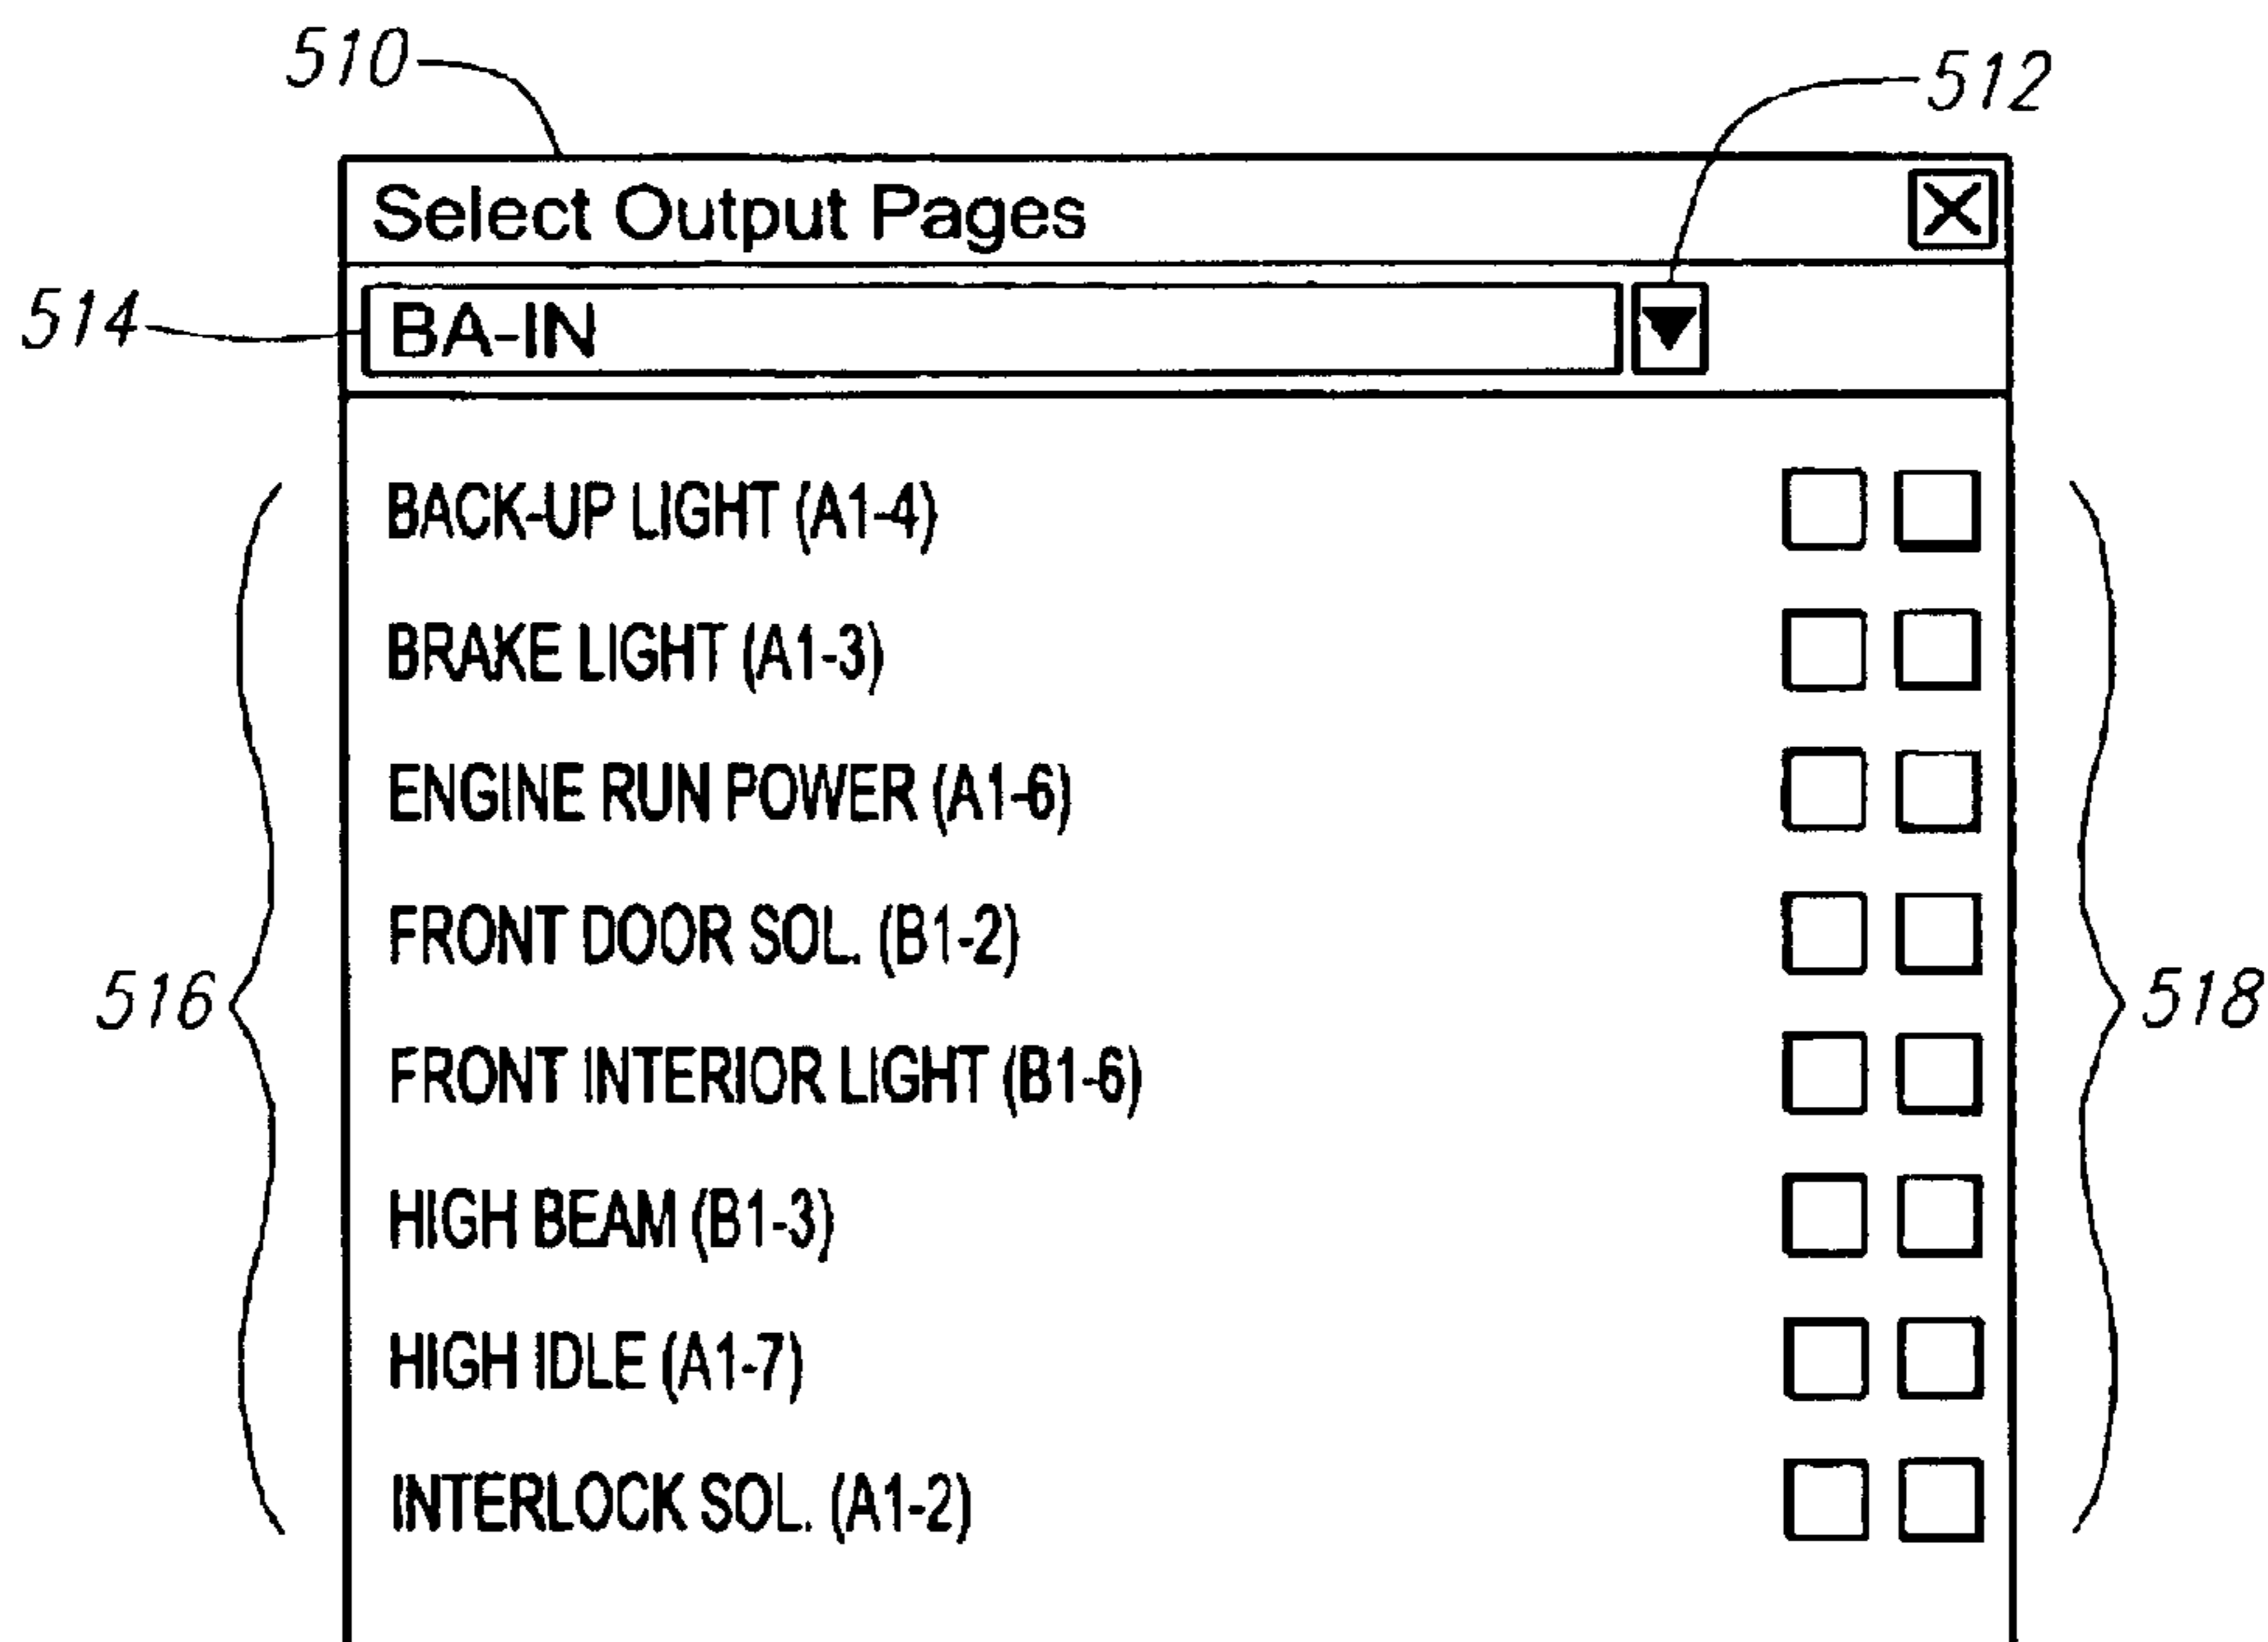 510
512
Select Output Pages
514
BA-IN
BACK-UP LIGHT (A1-4)
BRAKE LIGHT (A1-3)
ENGINE RUN POWER (A1-6)
FRONT DOOR SOL. (B1-2)
516
518
FRONT INTERIOR LIGHT (B1-6)
HIGH BEAM (B1-3)
HIGH IDLE (A1-7)
INTERLOCK SOL. (A1-2)